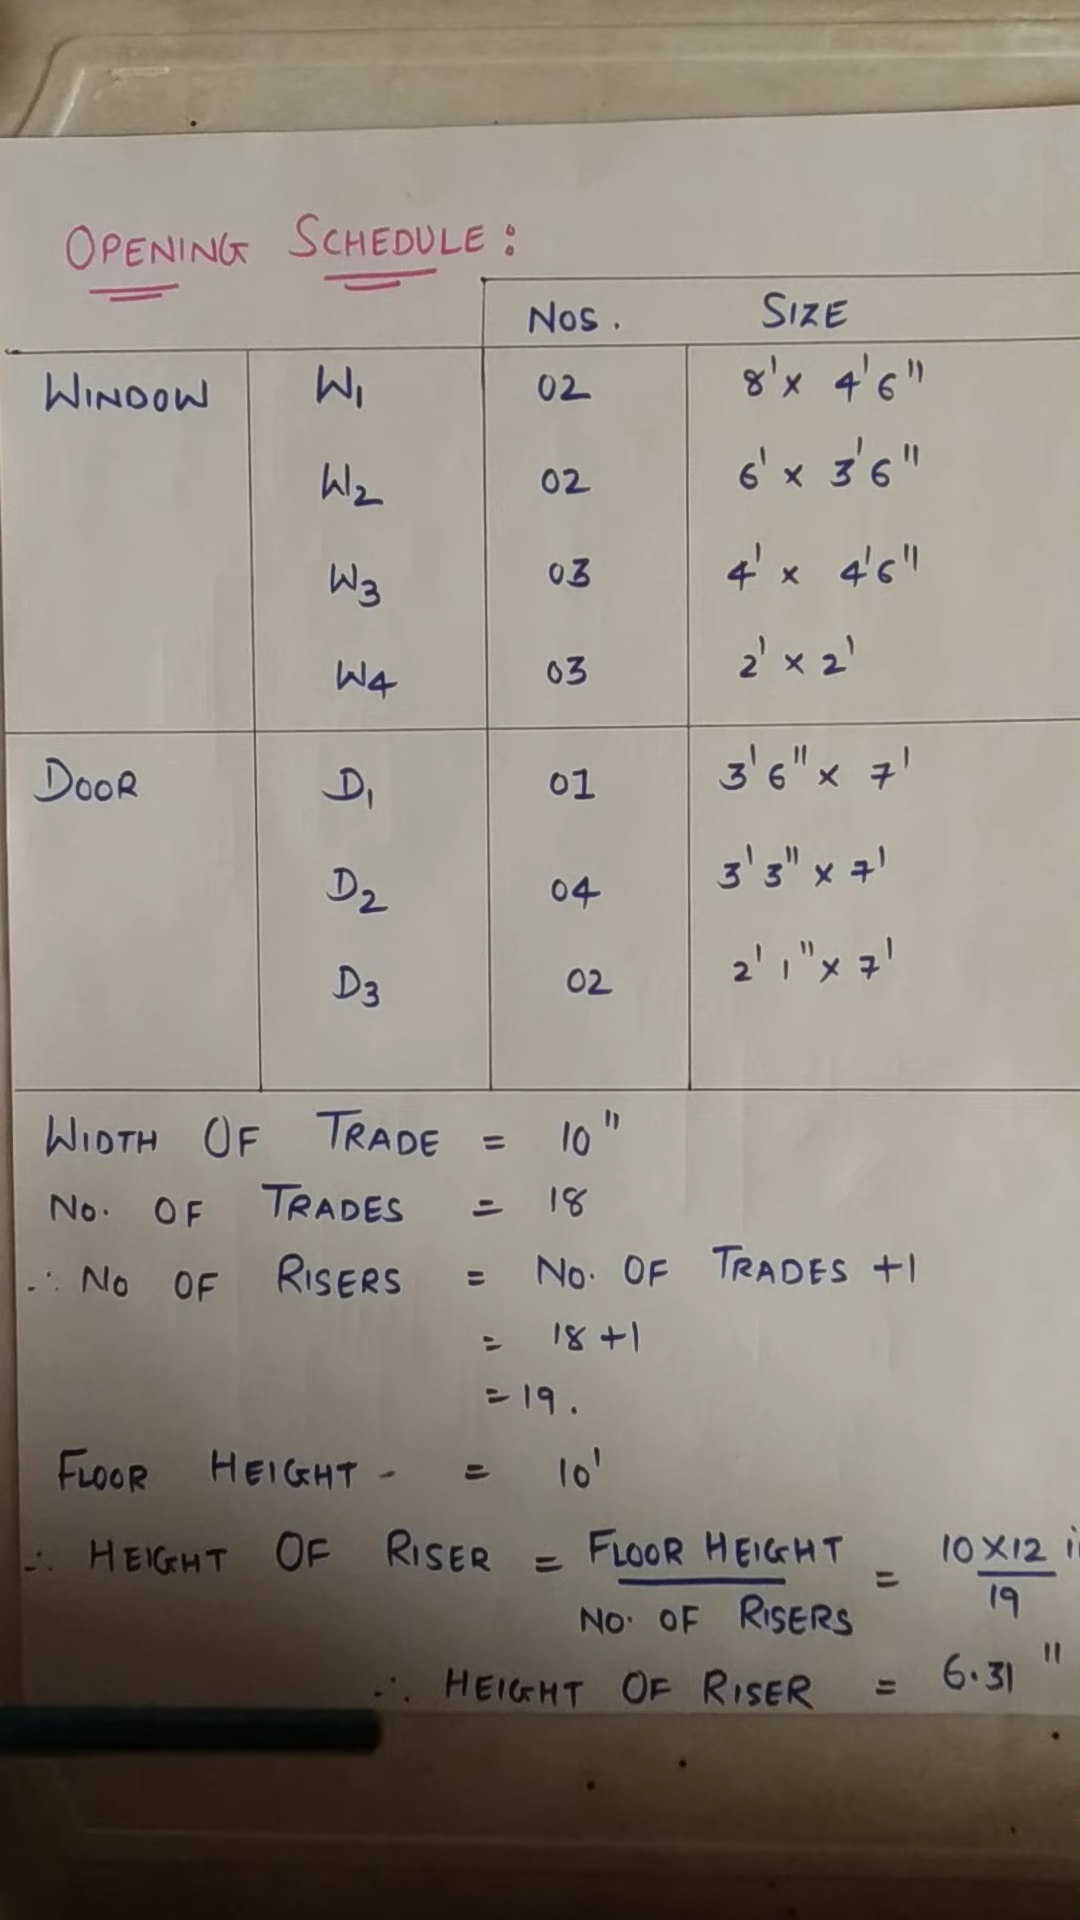 OPENING SCHEDULE:
NOS. SIZE
WINDOW W1 02 8' x 4'6"
W2 02 6' x 3'6"
W3 03 4' x 4'6"
W4 03 2' x 2'
DOOR D1 01 3'6" x 7'
D2 04 3'3" x 7'
D3 02 2'1" x 7'
WIDTH OF TRADE = 10"
NO. OF TRADES = 18
∴ NO OF RISERS = NO. OF TRADES +1
= 18+1
= 19.
FLOOR HEIGHT - = 10'
∴ HEIGHT OF RISER = FLOOR HEIGHT = 10X12
NO. OF RISERS 19
∴ HEIGHT OF RISER = 6.31"